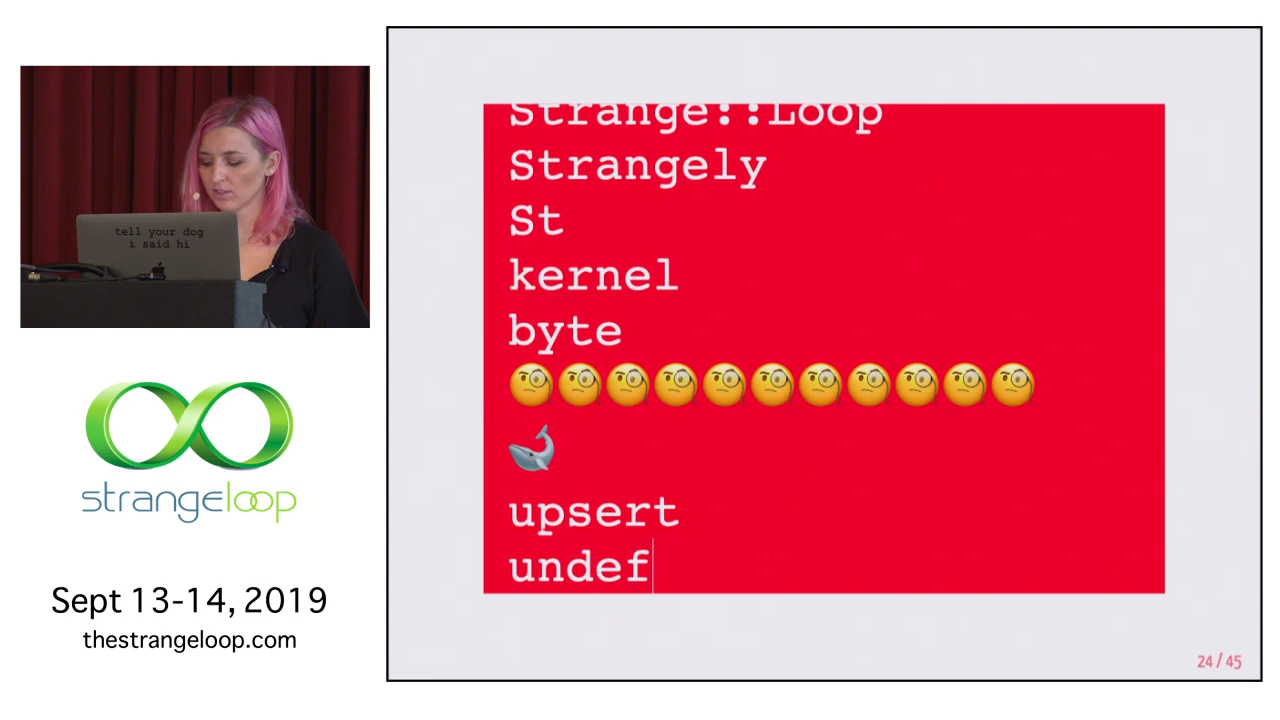 tell your dog
i said hi
strangeloop
Sept 13-14, 2019
thestrangeloop.com
Strange::Loop
Strangely
St
kernel
byte
🧐🧐🧐🧐🧐🧐🧐🧐🧐🧐🧐
🐋
upsert
undef
24/45